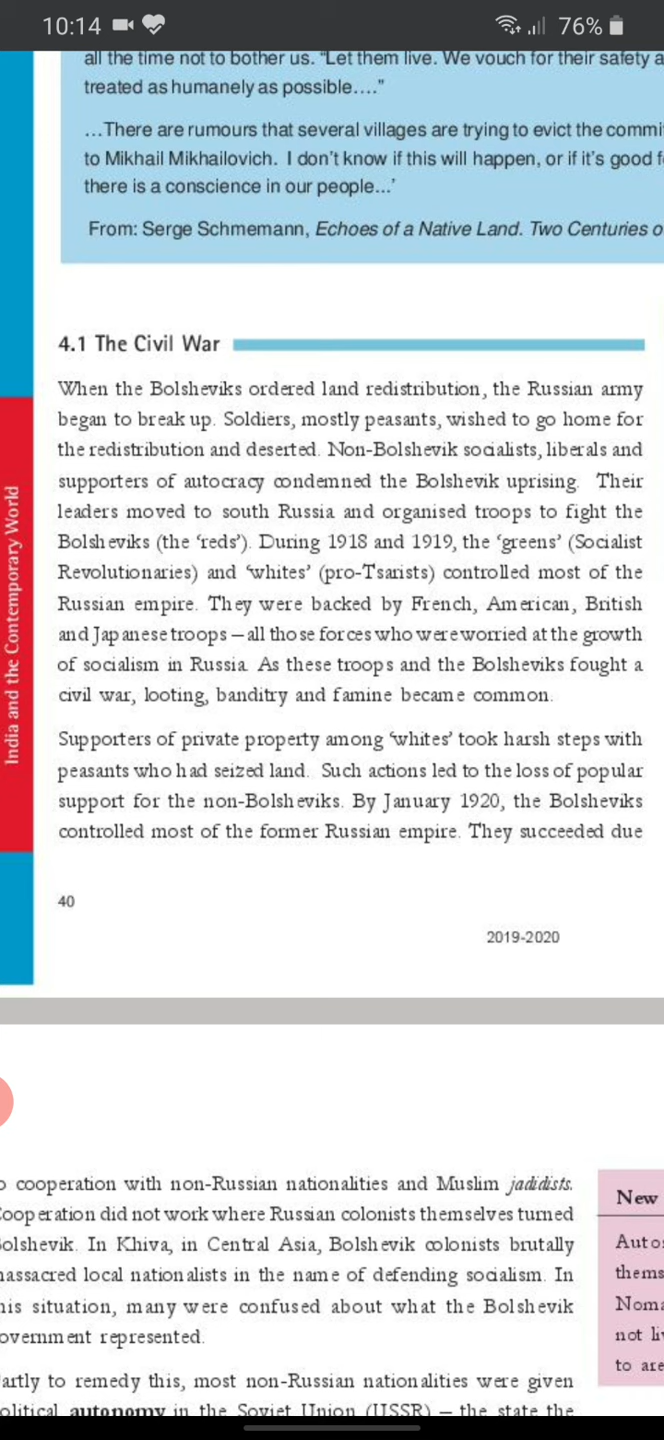 10:14
76%
all the time not to bother us. "Let them live. We vouch for their safety a
treated as humanely as possible…."
…There are rumours that several villages are trying to evict the
to Mikhail Mikhailovich. I don't know if this will happen, or if it's good
there is a conscience in our people...'
From: Serge Schmemann, Echoes of a Native Land. Two Centuries
4.1 The Civil War
When the Bolsheviks ordered land redistribution, the Russian army
began to break up. Soldiers, mostly peasants, wished to go home for
the redistribution and deserted. Non-Bolshevik socialists, liberals and
supporters of autocracy condemned the Bolshevik uprising. Their
leaders moved to south Russia and organised troops to fight the
Bolsheviks (the 'reds'). During 1918 and 1919, the 'greens' (Socialist
Revolutionaries) and 'whites' (pro-Tsarists) controlled most of the
Russian empire. They were backed by French, American, British
and Japanese troops – all those forces who were worried at the growth
of socialism in Russia. As these troops and the Bolsheviks fought a
civil war, looting, banditry and famine became common.
Supporters of private property among 'whites' took harsh steps with
peasants who had seized land. Such actions led to the loss of popular
support for the non-Bolsheviks. By January 1920, the Bolsheviks
controlled most of the former Russian empire. They succeeded due
India and the Contemporary World
40
2019-2020
o cooperation with non-Russian nationalities and Muslim jadidists.
ooperation did not work where Russian colonists themselves turned
olshevik. In Khiva, in Central Asia, Bolshevik colonists brutally
massacred local nationalists in the name of defending socialism. In
his situation, many were confused about what the Bolshevik
overnment represented.
artly to remedy this, most non-Russian nationalities were given
olitical autonomy in the Soviet Union (USSR) – the state the
New
Auto
thems
Noma
not li
to are